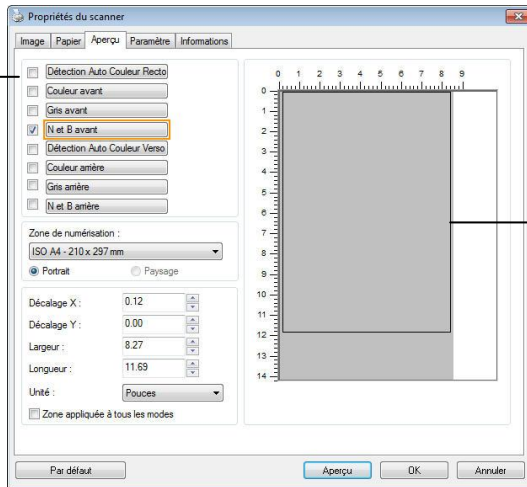 Propriétés du scanner
Image Papier Aperçu Paramètre Informations
Détection Auto Couleur Recto
Couleur avant
Gris avant
N et B avant
Détection Auto Couleur Verso
Couleur arrière
Gris arrière
N et B arrière
Zone de numérisation :
ISO A4 - 210 x 297 mm
Portrait Paysage
Décalage X : 0.12
Décalage Y : 0.00
Largeur : 8.27
Longueur : 11.69
Unité : Pouces
Zone appliquée à tous les modes
0 1 2 3 4 5 6 7 8 9
0
1
2
3
4
5
6
7
8
9
10
11
12
13
14
Par défaut Aperçu OK Annuler